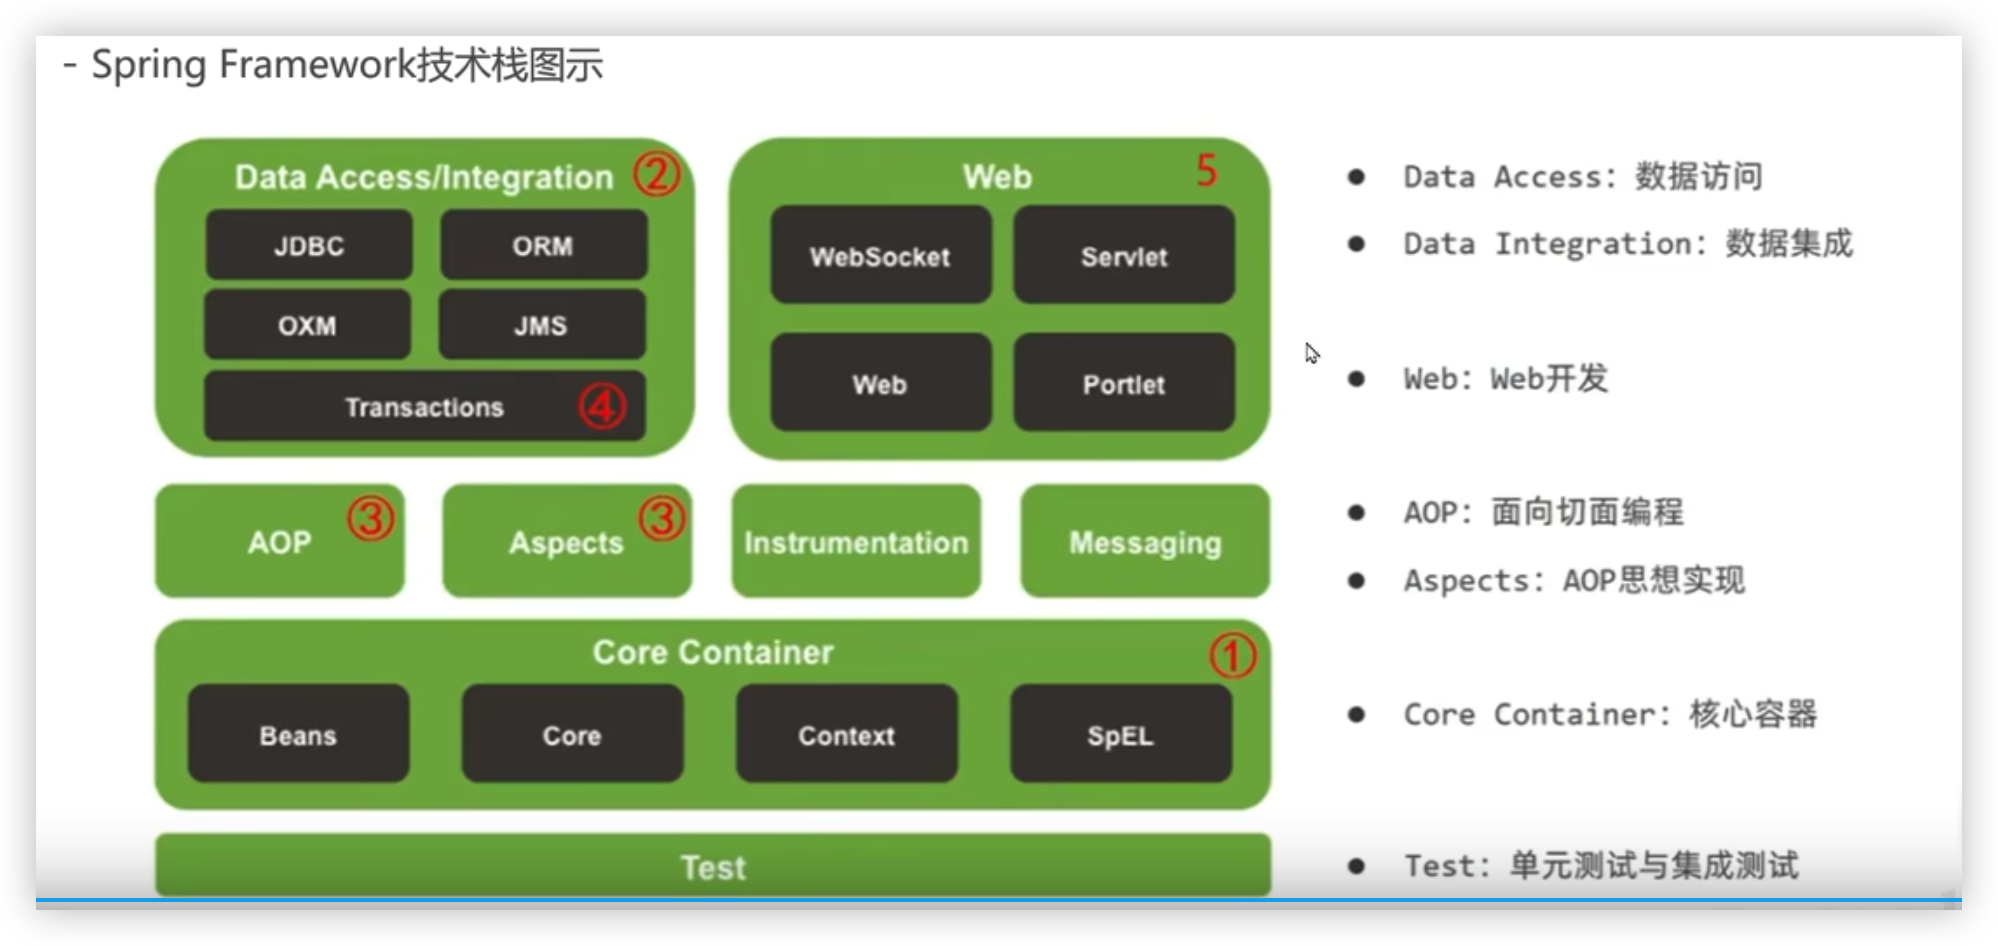 - Spring Framework技术栈图示
Data Access/Integration ②
JDBC ORM
OXM JMS
Transactions ④
Web 5
WebSocket Servlet
Web Portlet
AOP ③
Aspects ③
Instrumentation
Messaging
Core Container ①
Beans Core Context SpEL
Test
● Data Access: 数据访问
● Data Integration: 数据集成
● Web: Web开发
● AOP: 面向切面编程
● Aspects: AOP思想实现
● Core Container: 核心容器
● Test: 单元测试与集成测试